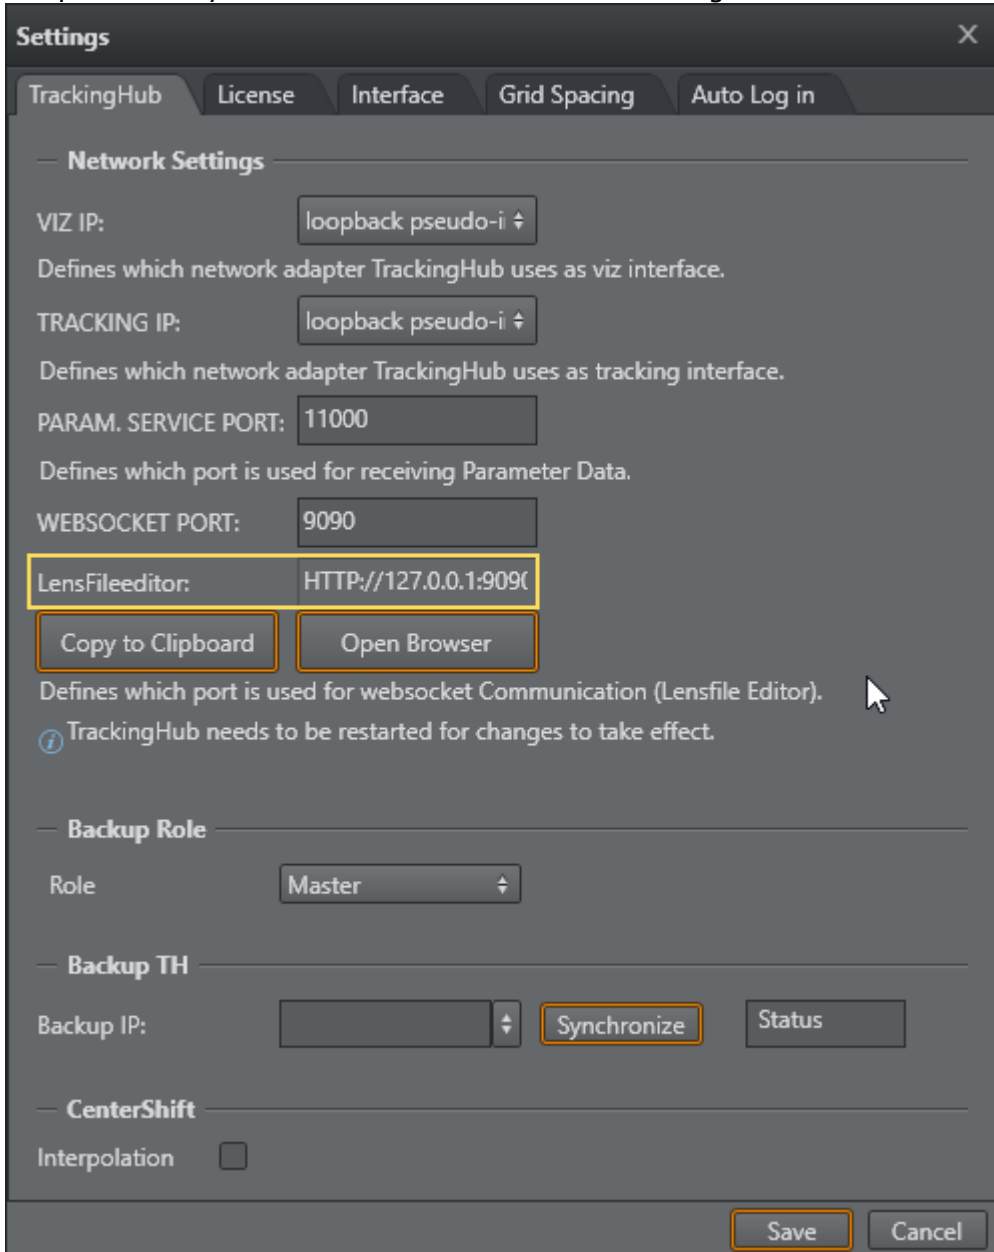 Settings
TrackingHub License Interface Grid Spacing Auto Log in
Network Settings
VIZ IP: loopback pseudo-i
Defines which network adapter TrackingHub uses as viz interface.
TRACKING IP: loopback pseudo-i
Defines which network adapter TrackingHub uses as tracking interface.
PARAM. SERVICE PORT: 11000
Defines which port is used for receiving Parameter Data.
WEBSOCKET PORT: 9090
LensFileeditor: HTTP://127.0.0.1:909(
Copy to Clipboard Open Browser
Defines which port is used for websocket Communication (Lensfile Editor).
TrackingHub needs to be restarted for changes to take effect.
Backup Role
Role Master
Backup TH
Backup IP: Synchronize Status
CenterShift
Interpolation
Save Cancel